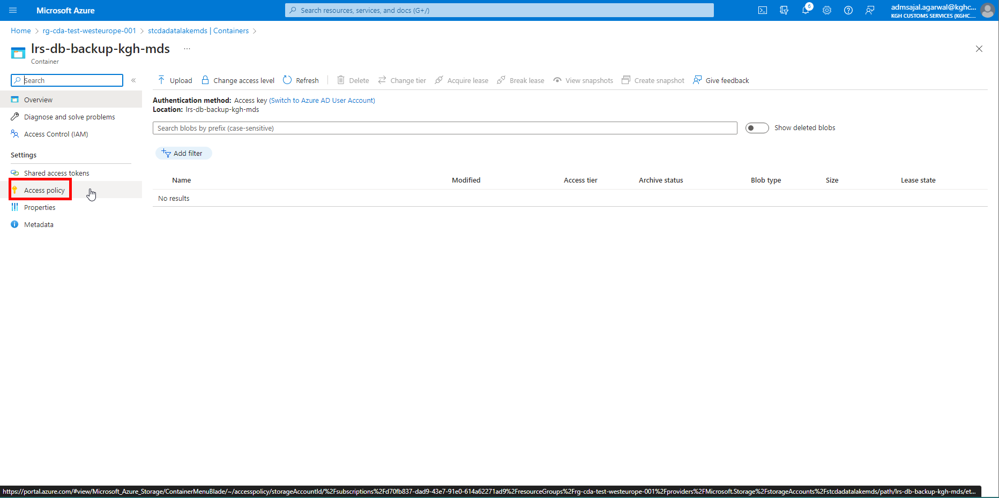 Microsoft Azure
Search resources, services, and docs (G+/)
6
admsajal.agarwal@kghc...
KGH CUSTOMS SERVICES (KGHC....
Home > rg-cda-test-westeurope-001 > stcdadatalakemds | Containers >
lrs-db-backup-kgh-mds ...
Container
Search «
Upload Change access level Refresh Delete Change tier Acquire lease Break lease View snapshots Create snapshot Give feedback
Overview
Diagnose and solve problems
Access Control (IAM)
Settings
Shared access tokens
Access policy
Properties
Metadata
Authentication method: Access key (Switch to Azure AD User Account)
Location: lrs-db-backup-kgh-mds
Search blobs by prefix (case-sensitive)
Show deleted blobs
Add filter
Name Modified Access tier Archive status Blob type Size Lease state
No results
https://portal.azure.com/#view/Microsoft_Azure_Storage/ContainerMenuBlade/~/accesspolicy/storageAccountId/%2Fsubscriptions%2Fd70fb837-dad9-43e7-91e0-614a62271ad9%2FresourceGroups%2Frg-cda-test-westeurope-001%2Fproviders%2FMicrosoft.Storage%2FstorageAccounts%2Fstcdadatalakemds/path/lrs-db-backup-kgh-mds/et...